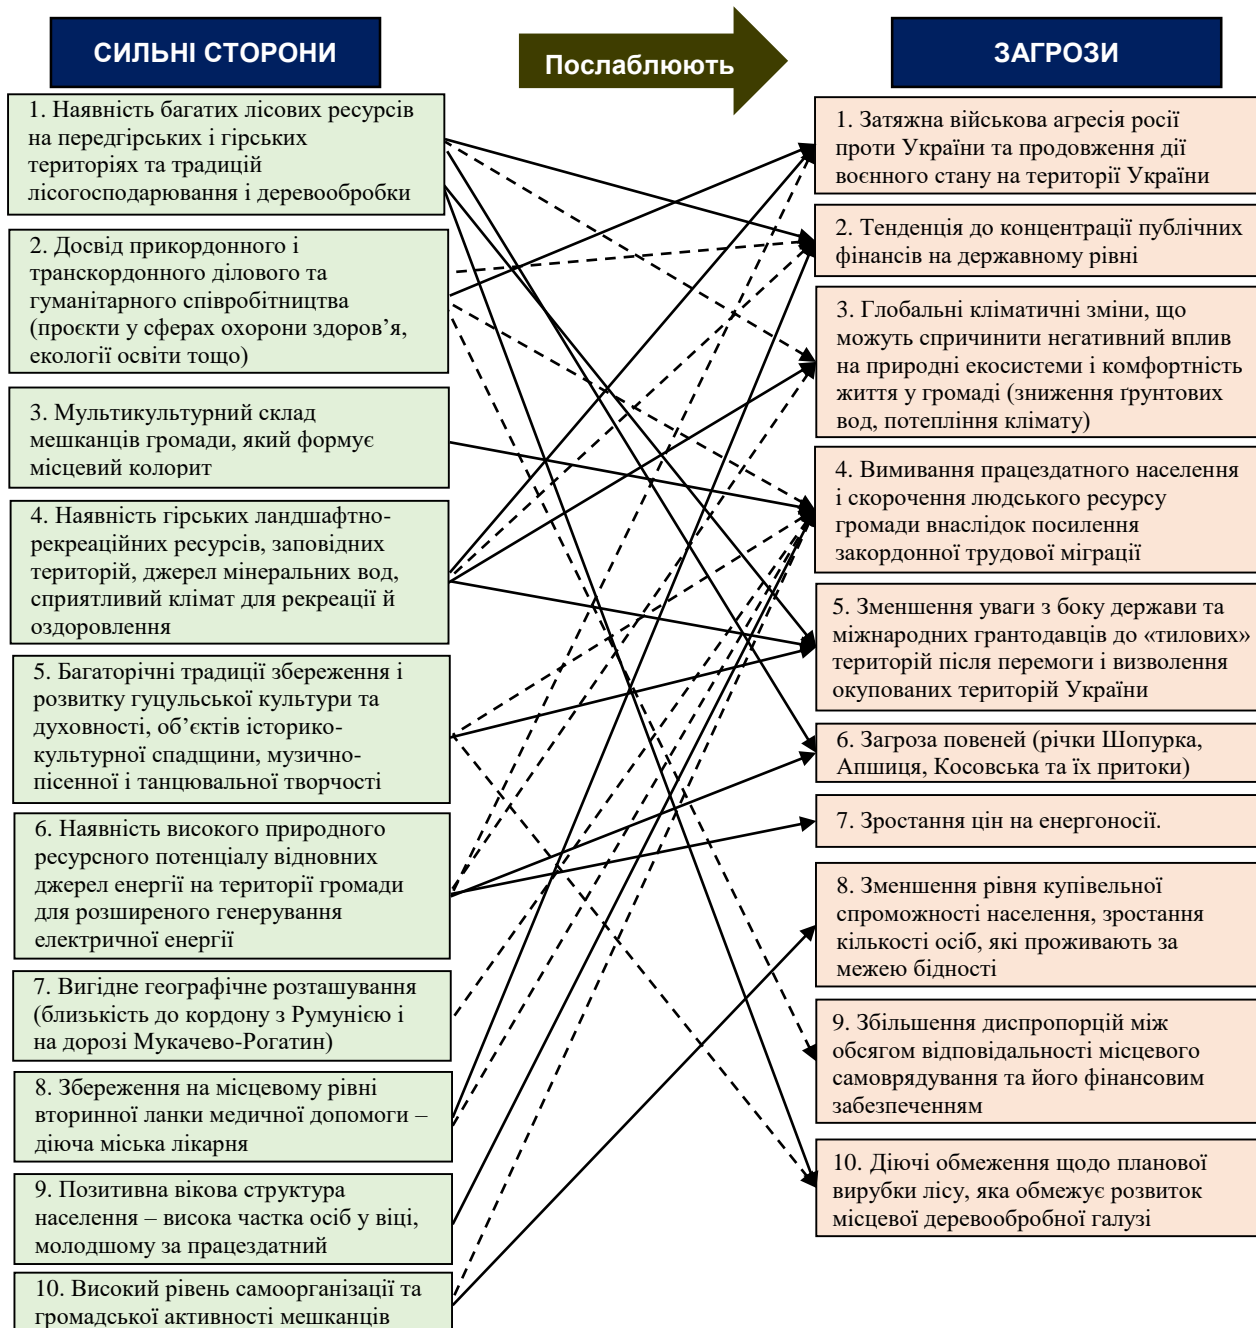 СИЛЬНІ СТОРОНИ
Послаблюють
ЗАГРОЗИ
1. Наявність багатих лісових ресурсів
на передгірських і гірських
територіях та традицій
лісогосподарювання і деревообробки
2. Досвід прикордонного і
транскордонного ділового та
гуманітарного співробітництва
(проєкти у сферах охорони здоров’я,
екології освіти тощо)
3. Мультикультурний склад
мешканців громади, який формує
місцевий колорит
4. Наявність гірських ландшафтно-
рекреаційних ресурсів, заповідних
територій, джерел мінеральних вод,
сприятливий клімат для рекреації й
оздоровлення
5. Багаторічні традиції збереження і
розвитку гуцульської культури та
духовності, об’єктів історико-
культурної спадщини, музично-
пісенної і танцювальної творчості
6. Наявність високого природного
ресурсного потенціалу відновних
джерел енергії на території громади
для розширеного генерування
електричної енергії
7. Вигідне географічне розташування
(близькість до кордону з Румунією і
на дорозі Мукачево-Рогатин)
8. Збереження на місцевому рівні
вторинної ланки медичної допомоги –
діюча міська лікарня
9. Позитивна вікова структура
населення – висока частка осіб у віці,
молодшому за працездатний
10. Високий рівень самоорганізації та
громадської активності мешканців
1. Затяжна військова агресія росії
проти України та продовження дії
воєнного стану на території України
2. Тенденція до концентрації публічних
фінансів на державному рівні
3. Глобальні кліматичні зміни, що
можуть спричинити негативний вплив
на природні екосистеми і комфортність
життя у громаді (зниження ґрунтових
вод, потепління клімату)
4. Вимивання працездатного населення
і скорочення людського ресурсу
громади внаслідок посилення
закордонної трудової міграції
5. Зменшення уваги з боку держави та
міжнародних грантодавців до «тилових»
територій після перемоги і визволення
окупованих територій України
6. Загроза повеней (річки Шопурка,
Апшиця, Косовська та їх притоки)
7. Зростання цін на енергоносії.
8. Зменшення рівня купівельної
спроможності населення, зростання
кількості осіб, які проживають за
межею бідності
9. Збільшення диспропорцій між
обсягом відповідальності місцевого
самоврядування та його фінансовим
забезпеченням
10. Діючі обмеження щодо планової
вирубки лісу, яка обмежує розвиток
місцевої деревообробної галузі